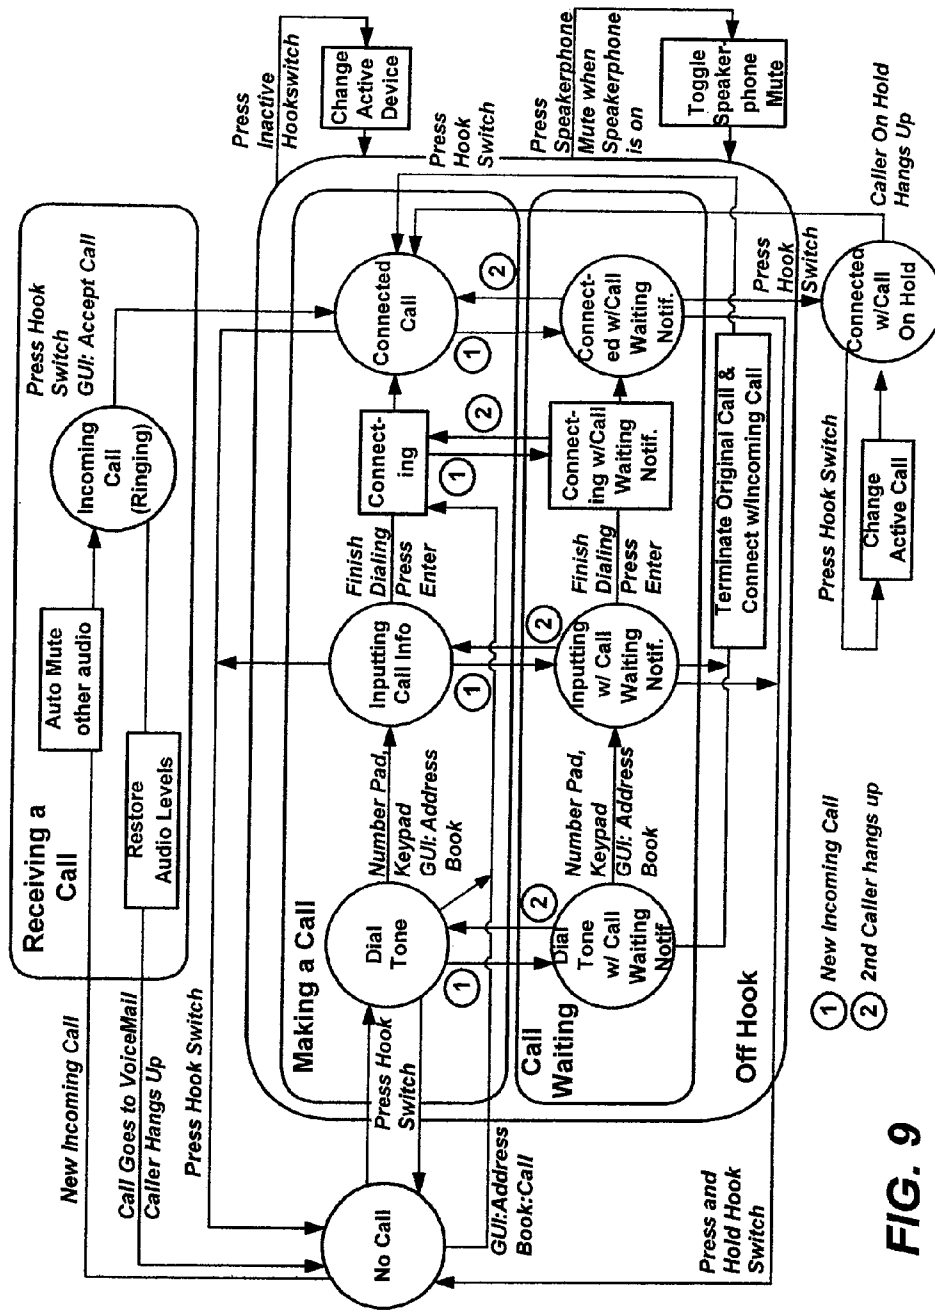 Receiving a
Call
New Incoming Call
Auto Mute
other audio
Incoming
Call
(Ringing)
Press Hook
Switch
GUI: Accept Call
Call Goes to VoiceMail
Caller Hangs Up
Restore
Audio Levels
Press Hook Switch
Press
Inactive
Hookswitch
Change
Active
Device
No Call
Press Hook
Switch
GUI:Address
Book:Call
Making a Call
Dial
Tone
Number Pad,
Keypad
GUI: Address
Book
Inputting
Call Info
Finish
Dialing
Press
Enter
Connect-
ing
Connected
Call
Press
Hook
Switch
1
2
1
2
1
2
1
2
Call
Waiting
Dial
Tone
w/ Call
Waiting
Notif.
Number Pad,
Keypad
GUI: Address
Book
Inputting
w/ Call
Waiting
Notif.
Finish
Dialing
Press
Enter
Connect-
ing w/Call
Waiting
Notif.
Connect-
ed w/Call
Waiting
Notif.
Press
Speakerphone
Mute when
Speakerphone
is on
Toggle
Speaker-
phone
Mute
Off Hook
Terminate Original Call &
Connect w/Incoming Call
Press and
Hold Hook
Switch
Press
Hook
Switch
Caller On Hold
Hangs Up
Connected
w/Call
On Hold
Press Hook Switch
Change
Active Call
1 New Incoming Call
2 2nd Caller hangs up
FIG. 9